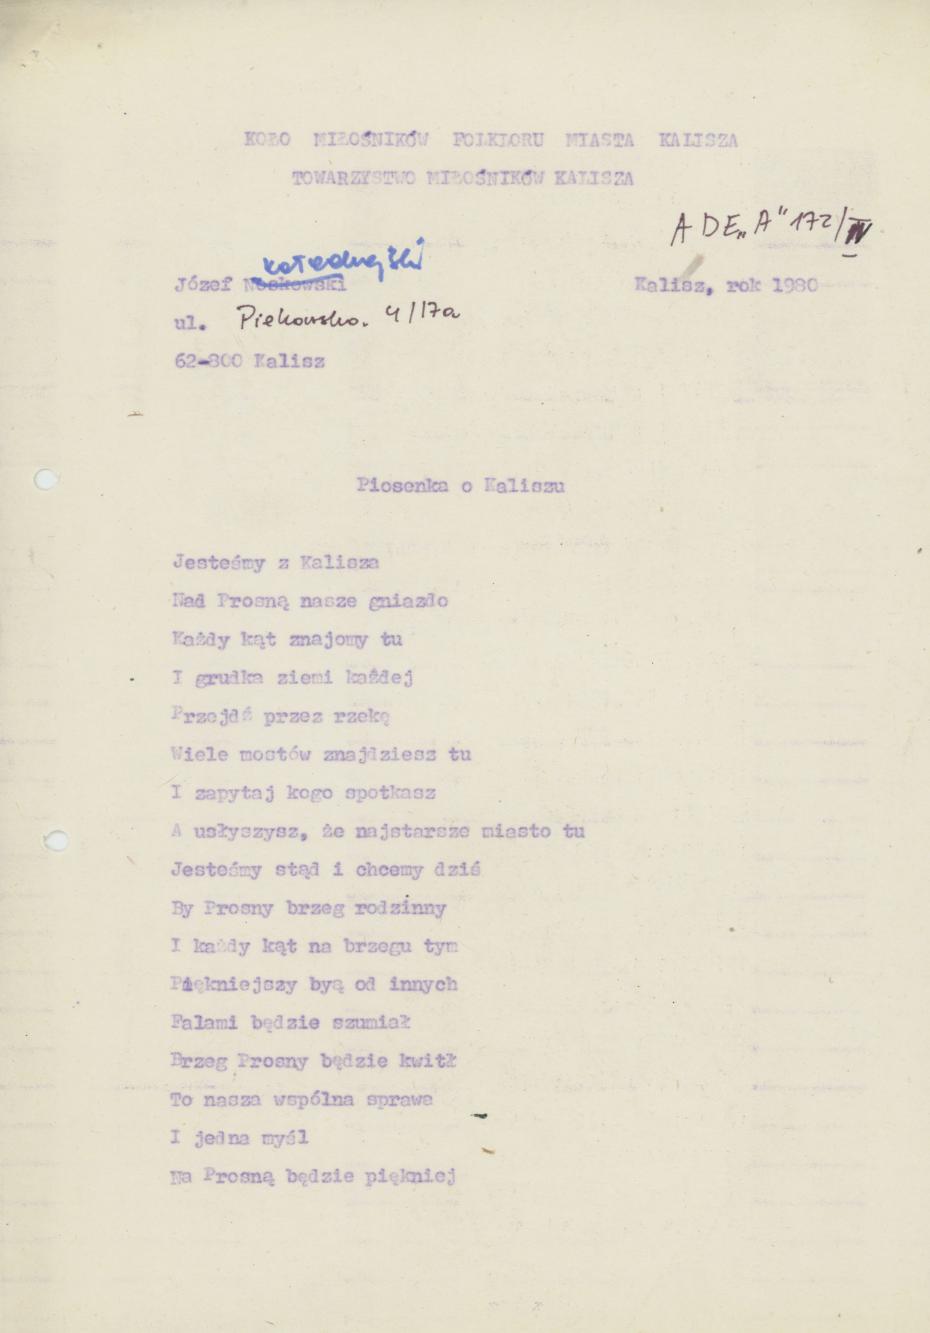 KOŁO MIŁOŚNIKÓW FOLKLORU MIASTA KALISZA
TOWARZYSTWO MIŁOŚNIKÓW KALISZA
ADE "A" 172/IV
Józef Noskowski
Kalisz, rok 1980
ul. Piekarska. 4/17a
62-800 Kalisz
Piosenka o Kaliszu
Jesteśmy z Kalisza
Nad Prosną nasze gniazdo
Każdy kąt znajomy tu
I grudka ziemi każdej
Przejdź przez rzekę
Wiele mostów znajdziesz tu
I zapytaj kogo spotkasz
A usłyszysz, że najstarsze miasto tu
Jesteśmy stąd i chcemy dziś
By Prosny brzeg rodzinny
I każdy kąt na brzegu tym
Piękniejszy byą od innych
Falami będzie szumiał
Brzeg Prosny będzie kwitł
To nasza wspólna sprawa
I jedna myśl
Na Prosną będzie piękniej